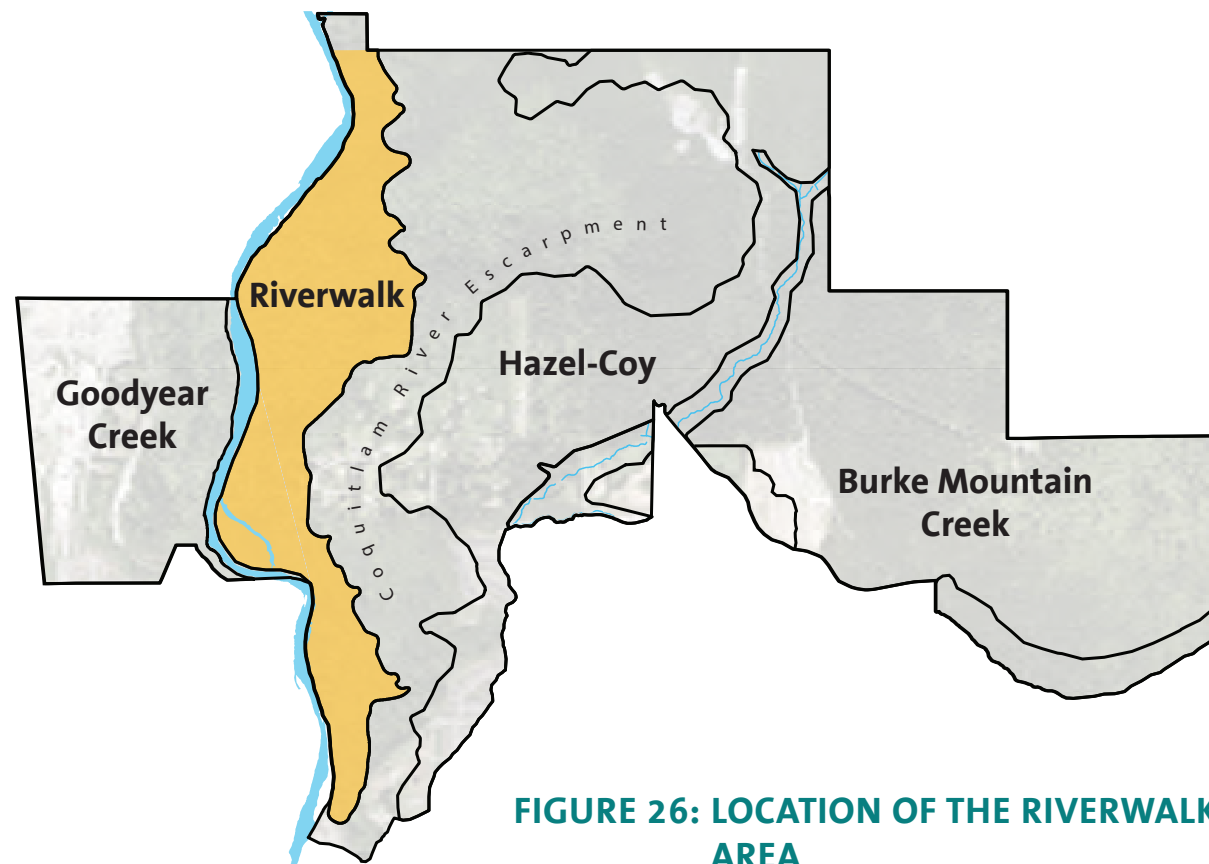 Coquitlam River Escarpment
Riverwalk
Hazel-Coy
Goodyear
Creek
Burke Mountain
Creek
FIGURE 26: LOCATION OF THE RIVERWALK
AREA